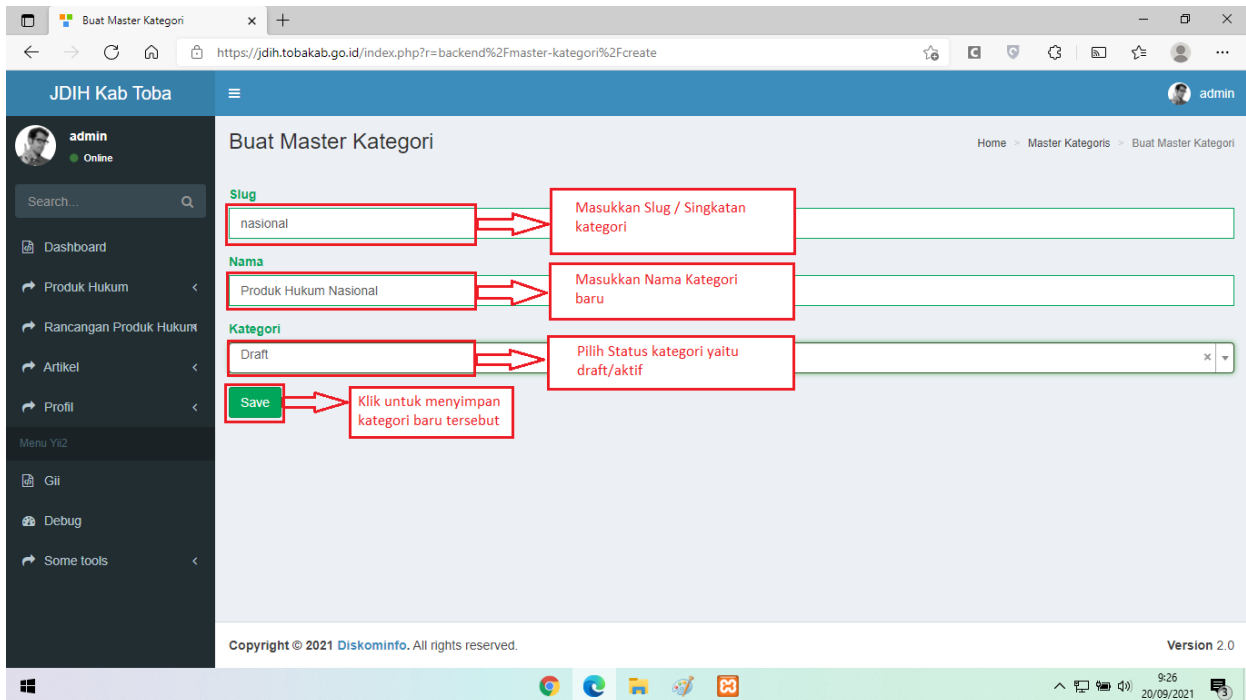 Buat Master Kategori
https://jdih.tobakab.go.id/index.php?r=backend%2Fmaster-kategori%2Fcreate
JDIH Kab Toba
admin
admin
Online
Buat Master Kategori
Home > Master Kategoris > Buat Master Kategori
Search...
Slug
nasional
Masukkan Slug / Singkatan
kategori
Dashboard
Nama
Produk Hukum Nasional
Masukkan Nama Kategori
baru
Produk Hukum
Rancangan Produk Hukum
Kategori
Draft
Pilih Status kategori yaitu
draft/aktif
Artikel
Profil
Save
Klik untuk menyimpan
kategori baru tersebut
Menu Yii2
Gii
Debug
Some tools
Copyright © 2021 Diskominfo. All rights reserved.
Version 2.0
9:26
20/09/2021
3